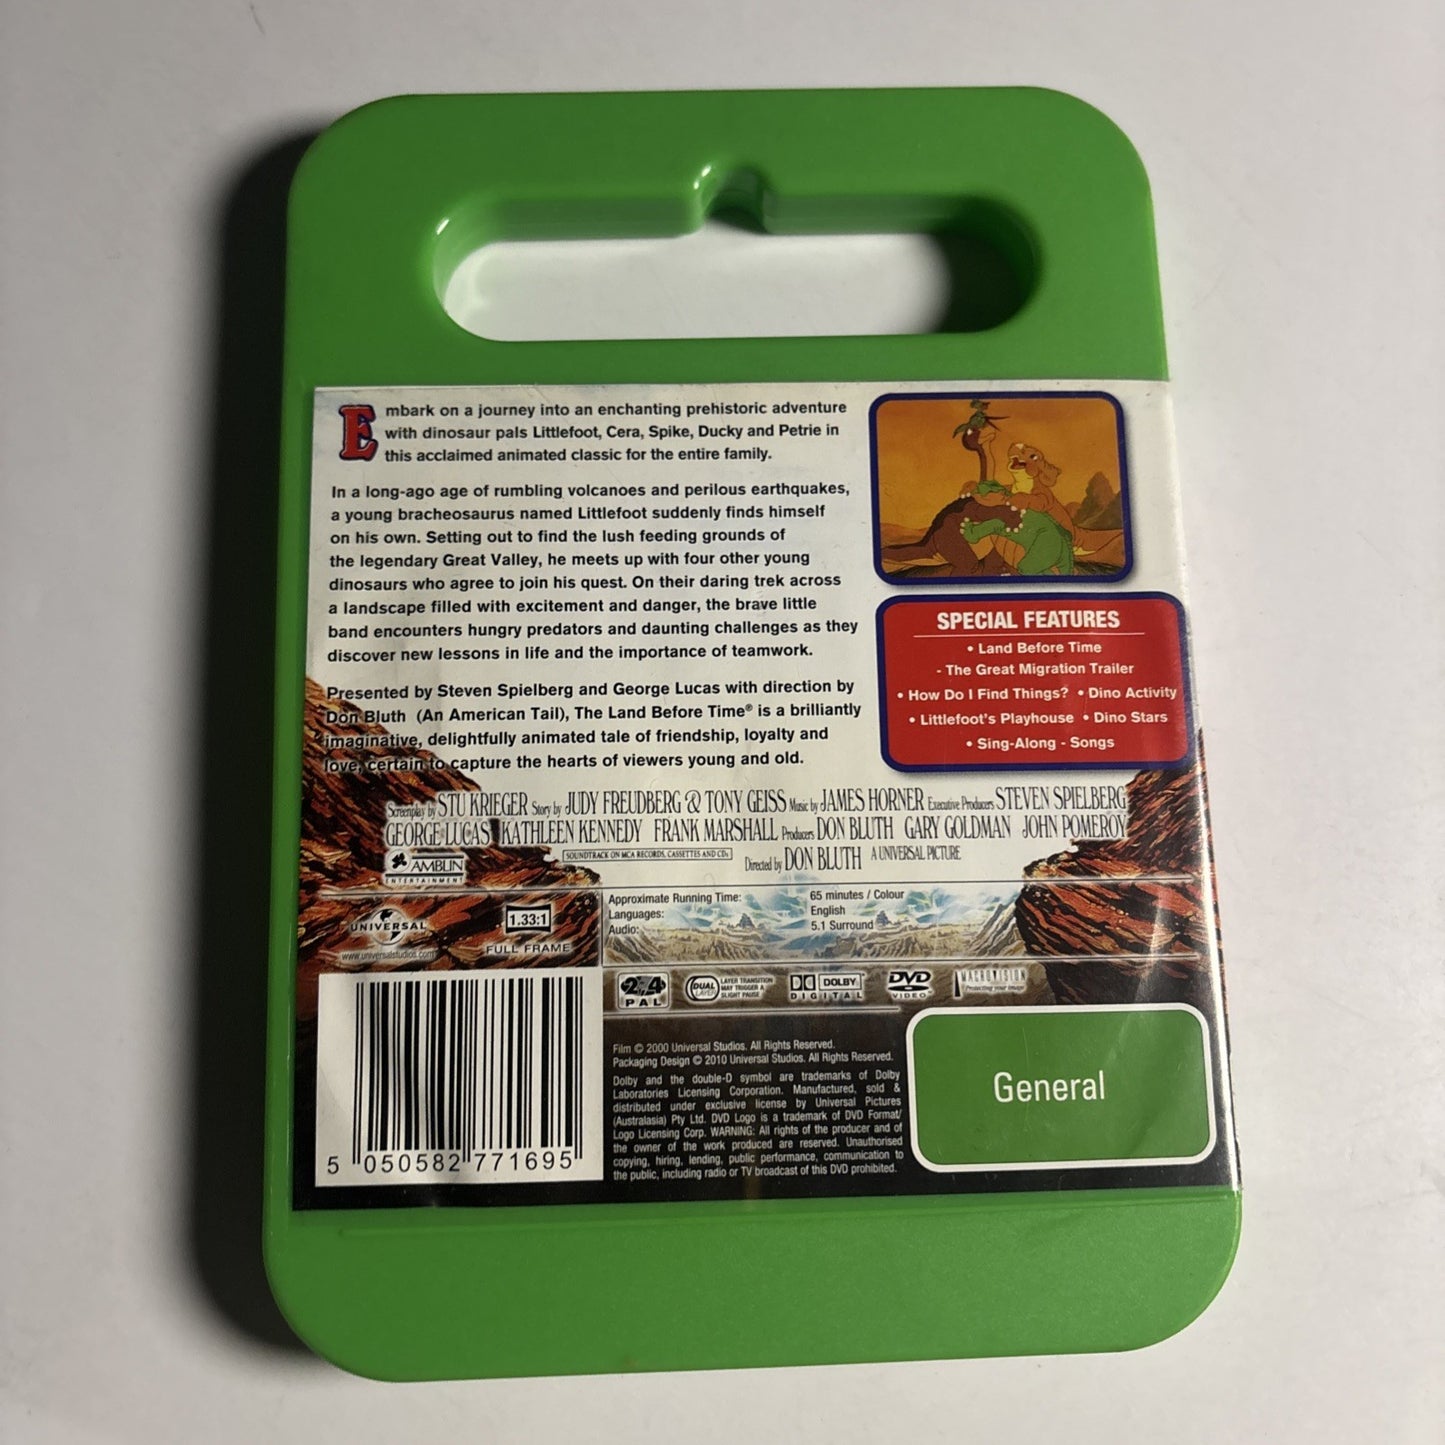 Embark on a journey into an enchanting prehistoric adventure
with dinosaur pals Littlefoot, Cera, Spike, Ducky and Petrie in
this acclaimed animated classic for the entire family.
In a long-ago age of rumbling volcanoes and perilous earthquakes,
a young bracheosaurus named Littlefoot suddenly finds himself
on his own. Setting out to find the lush feeding grounds of
the legendary Great Valley, he meets up with four other young
dinosaurs who agree to join his quest. On their daring trek across
a landscape filled with excitement and danger, the brave little
band encounters hungry predators and daunting challenges as they
discover new lessons in life and the importance of teamwork.
Presented by Steven Spielberg and George Lucas with direction by
Don Bluth (An American Tail), The Land Before Time® is a brilliantly
imaginative, delightfully animated tale of friendship, loyalty and
love, certain to capture the hearts of viewers young and old.
SPECIAL FEATURES
• Land Before Time
- The Great Migration Trailer
• How Do I Find Things? • Dino Activity
• Littlefoot's Playhouse • Dino Stars
• Sing-Along - Songs
Screenplay by STU KRIEGER Story by JUDY FREUDBERG & TONY GEISS Music by JAMES HORNER Executive Producers STEVEN SPIELBERG
GEORGE LUCAS KATHLEEN KENNEDY FRANK MARSHALL Producers DON BLUTH GARY GOLDMAN JOHN POMEROY
SOUNDTRACK ON MCA RECORDS, CASSETTES AND CDs
Directed by DON BLUTH A UNIVERSAL PICTURE
AMBLIN
ENTERTAINMENT
UNIVERSAL
www.universalstudios.com
1.33:1
FULL FRAME
Approximate Running Time: 65 minutes / Colour
Languages: English
Audio: 5.1 Surround
2 4
PAL
DUAL LAYER
LAYER TRANSITION
MAY TRIGGER A
SLIGHT PAUSE
DOLBY
DIGITAL
DVD
VIDEO
MACROVISION
Protecting your image
Film © 2000 Universal Studios. All Rights Reserved.
Packaging Design © 2010 Universal Studios. All Rights Reserved.
Dolby and the double-D symbol are trademarks of Dolby
Laboratories Licensing Corporation. Manufactured, sold &
distributed under exclusive license by Universal Pictures
(Australasia) Pty Ltd. DVD Logo is a trademark of DVD Format/
Logo Licensing Corp. WARNING: All rights of the producer and of
the owner of the work produced are reserved. Unauthorised
copying, hiring, lending, public performance, communication to
the public, including radio or TV broadcast of this DVD prohibited.
General
5 050582 771695